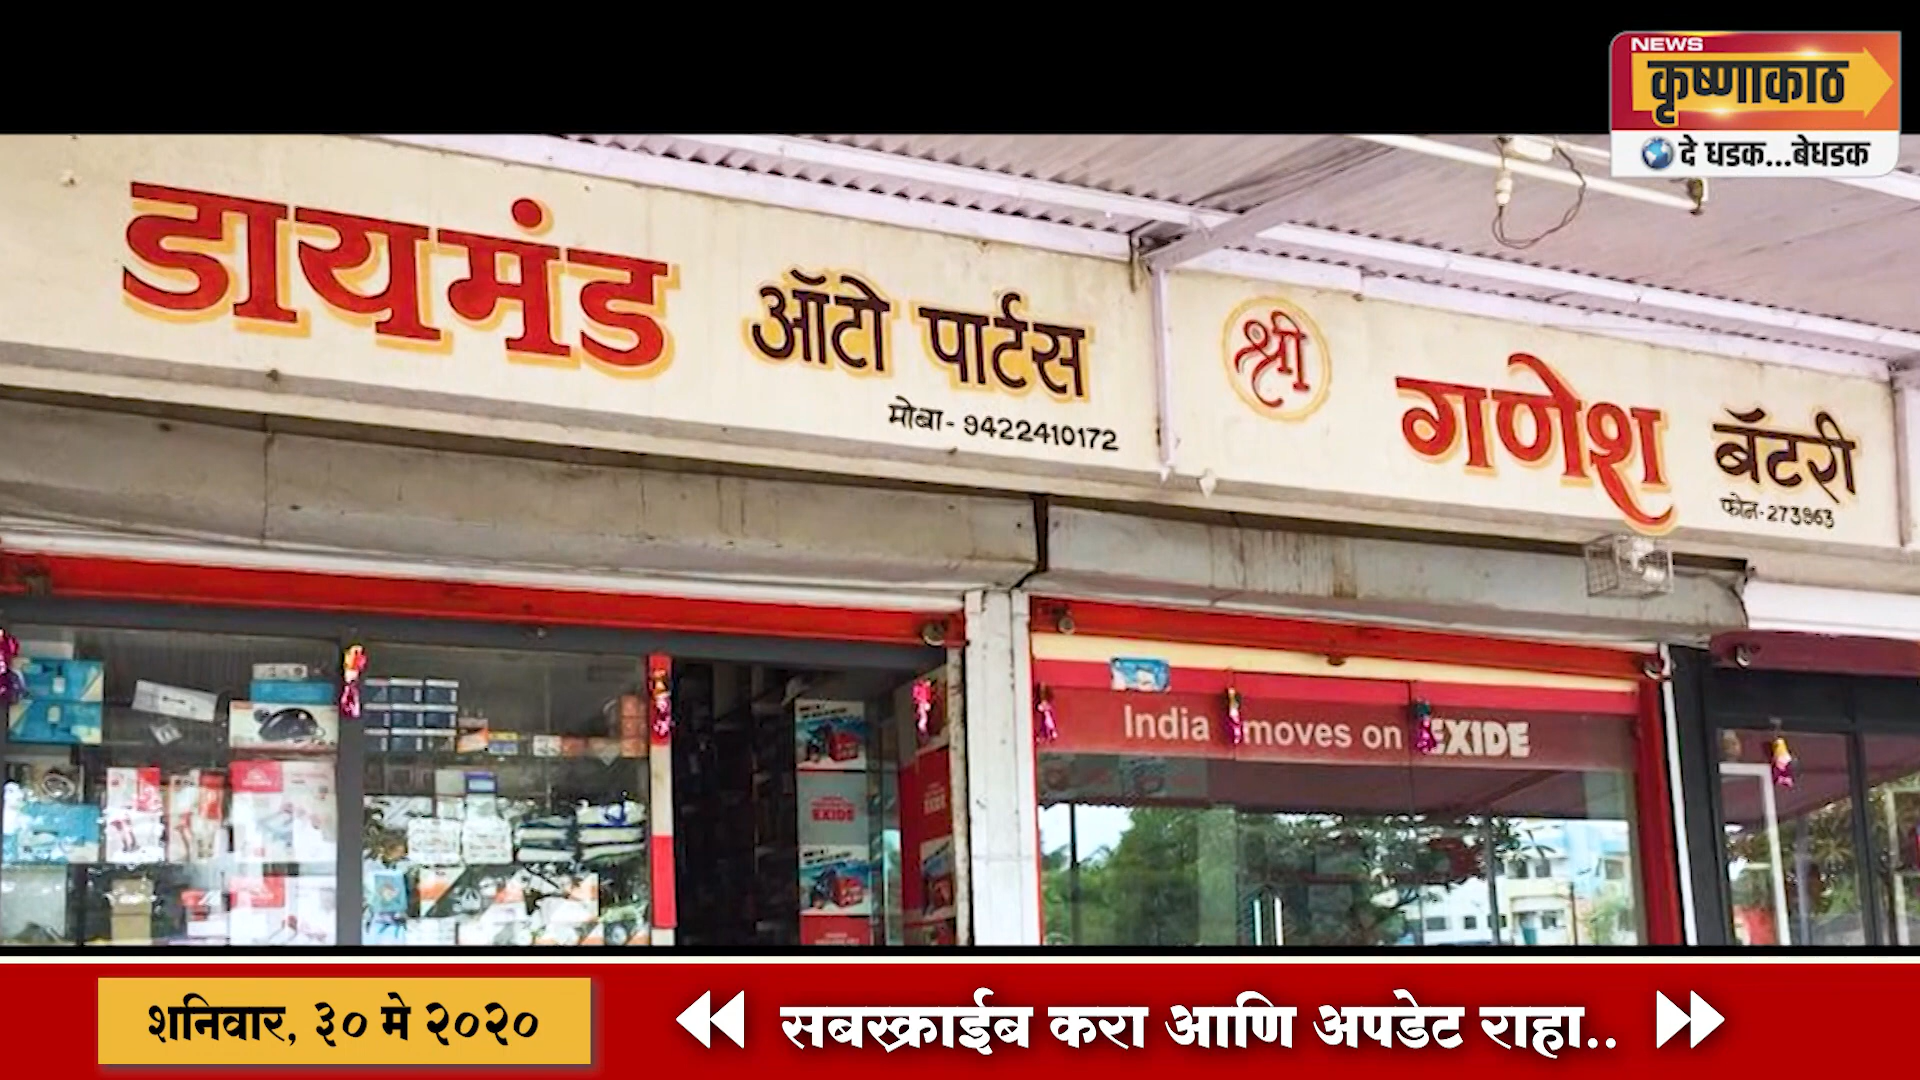 NEWS
कृष्णाकाठ
दे धडक...बेधडक
डायमंड ऑटो पार्टस
मोबा-9422410172
श्री गणेश बॅटरी
फोन-273963
India moves on EXIDE
EXIDE
शनिवार, ३० मे २०२०
सबस्क्राईब करा आणि अपडेट राहा..